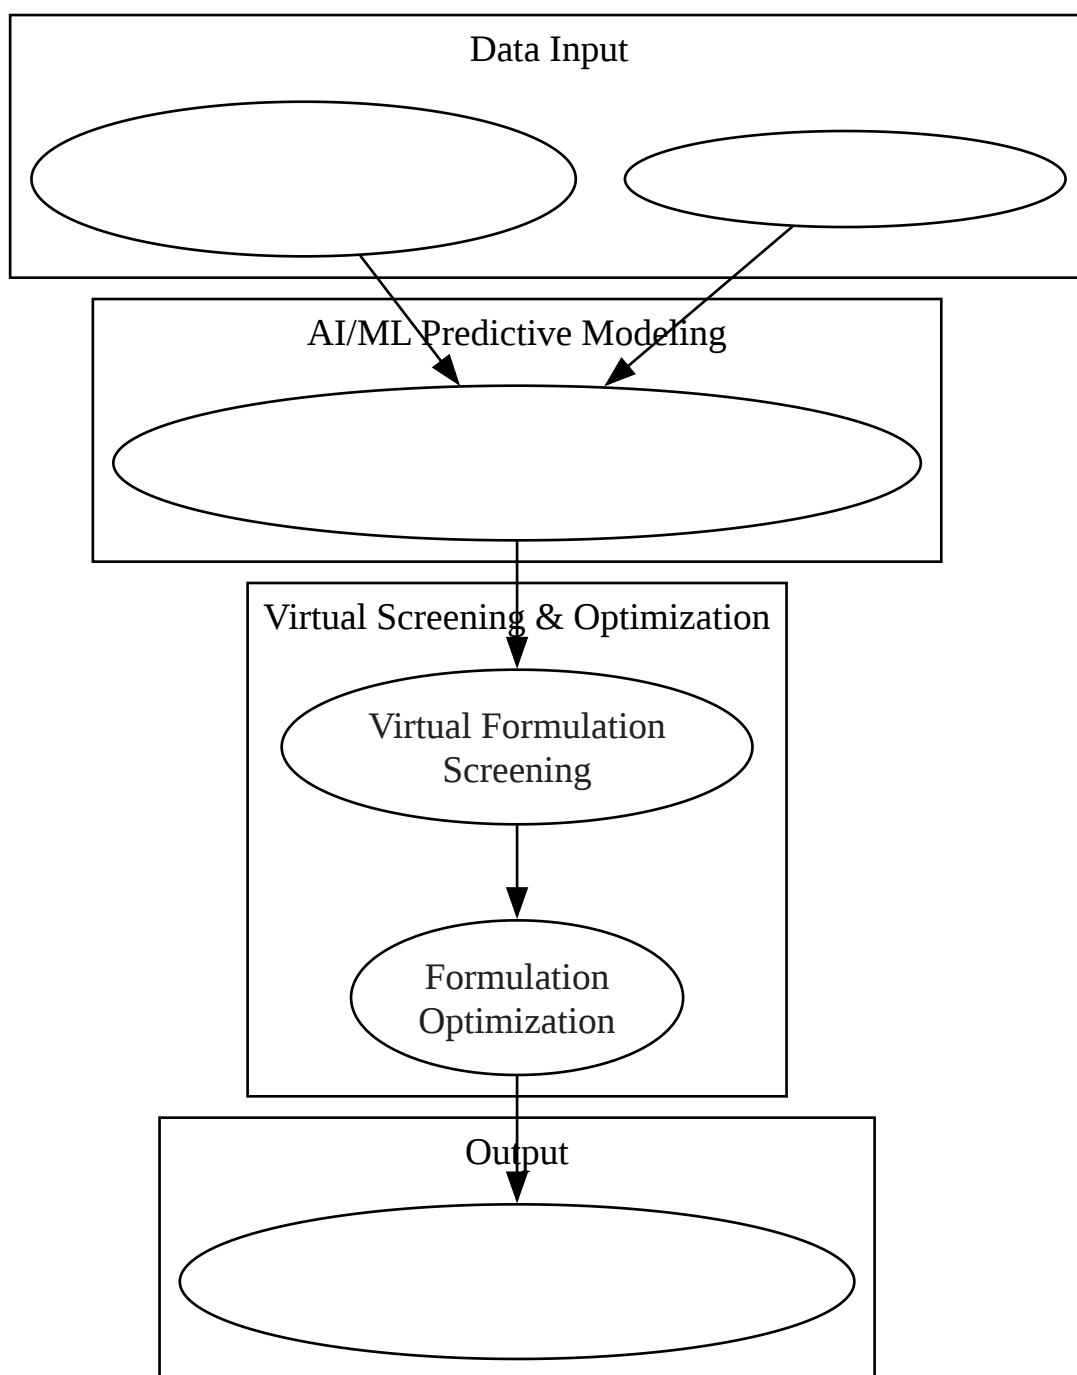 Data Input
AI/ML Predictive Modeling
Virtual Screening & Optimization
Virtual Formulation
Screening
Formulation
Optimization
Output